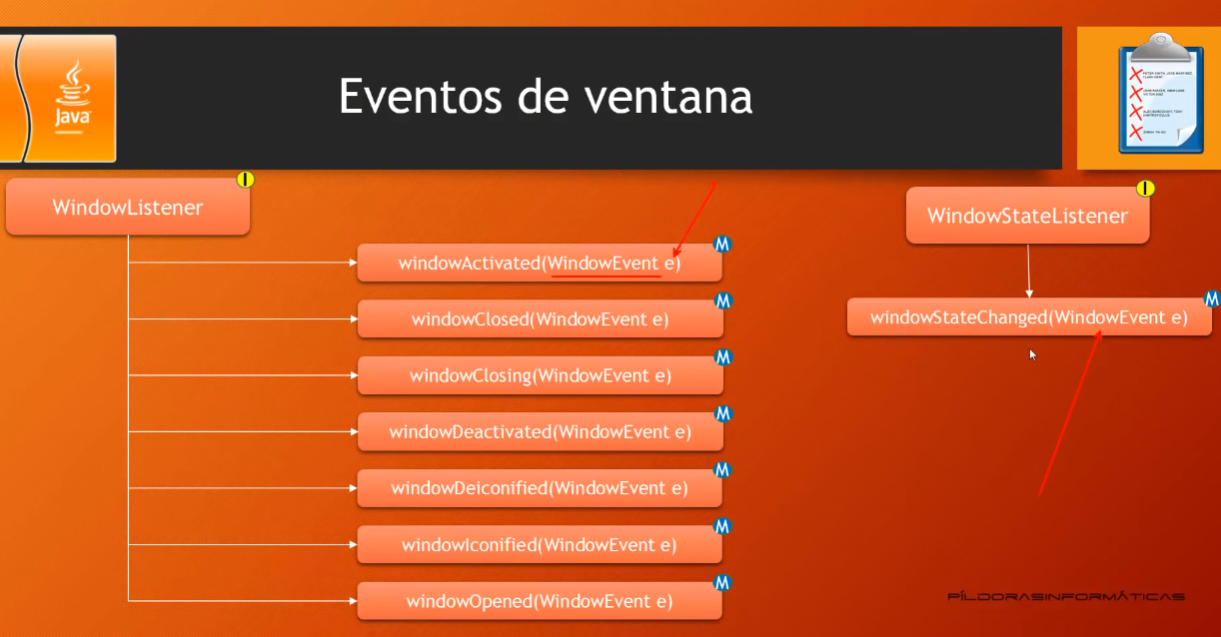 Java
Eventos de ventana
I
WindowListener
I
WindowStateListener
M
windowActivated(WindowEvent e)
M
windowClosed(WindowEvent e)
M
windowStateChanged(WindowEvent e)
M
windowClosing(WindowEvent e)
M
windowDeactivated(WindowEvent e)
M
windowDeiconified(WindowEvent e)
M
windowIconified(WindowEvent e)
M
windowOpened(WindowEvent e)
PÍLDORASINFORMÁTICAS